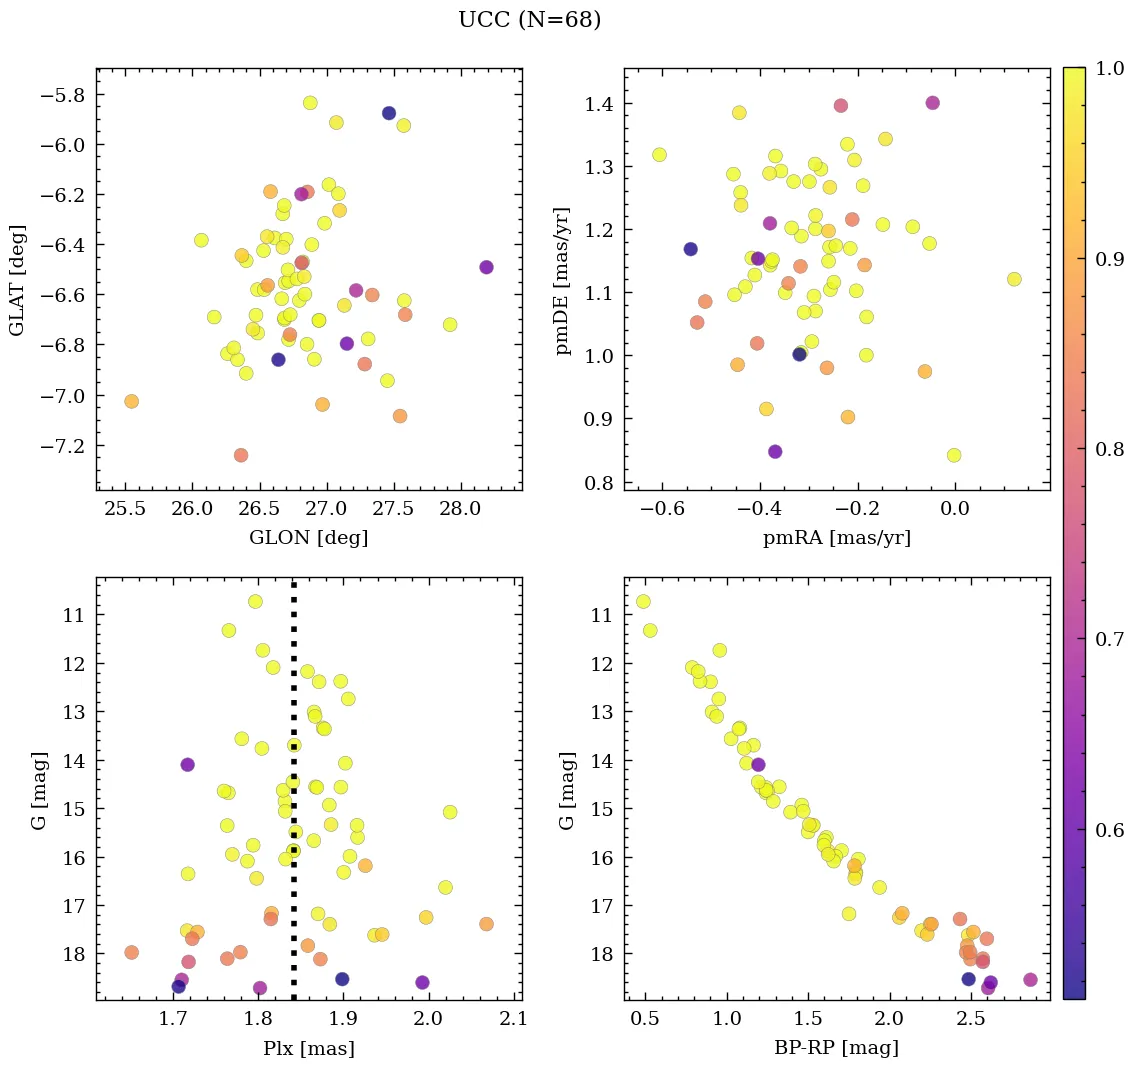 UCC (N=68)
−5.8
−6.0
−6.2
−6.4
−6.6
−6.8
−7.0
−7.2
GLAT [deg]
25.5 26.0 26.5 27.0 27.5 28.0
GLON [deg]
1.4
1.3
1.2
1.1
1.0
0.9
0.8
pmDE [mas/yr]
−0.6 −0.4 −0.2 0.0
pmRA [mas/yr]
11
12
13
14
15
16
17
18
G [mag]
1.7 1.8 1.9 2.0 2.1
Plx [mas]
11
12
13
14
15
16
17
18
G [mag]
0.5 1.0 1.5 2.0 2.5
BP-RP [mag]
1.0
0.9
0.8
0.7
0.6